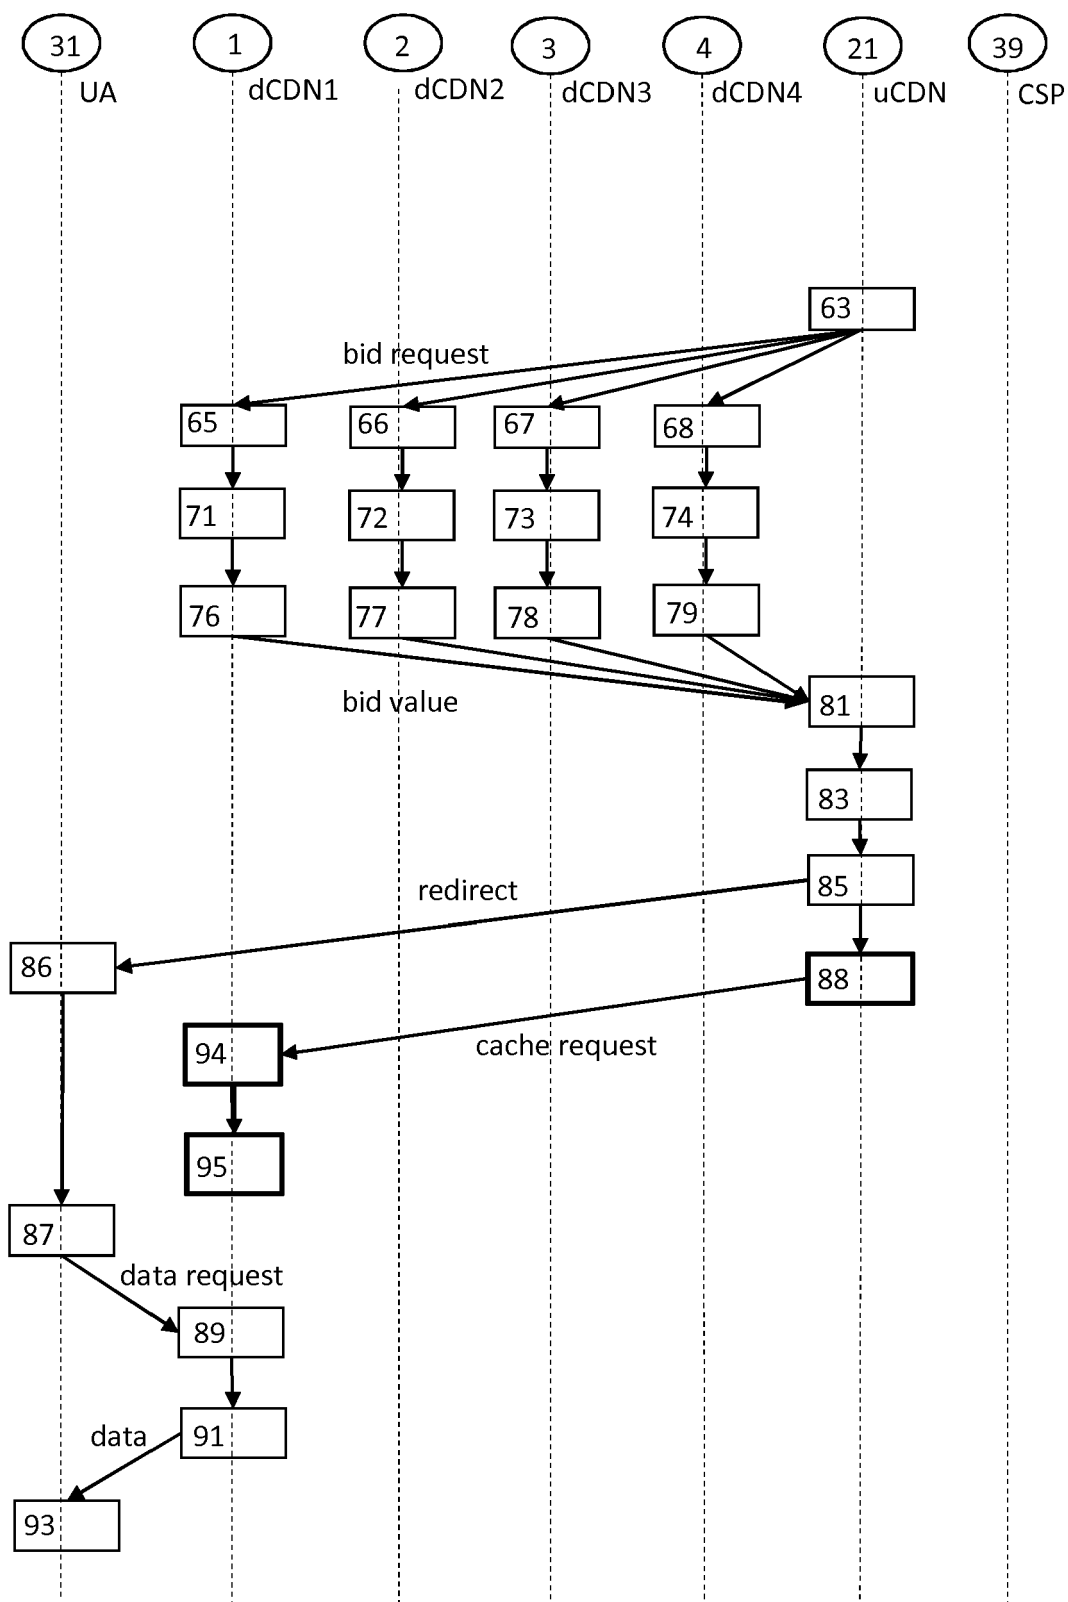 31 1 2 3 4 21 39
UA dCDN1 dCDN2 dCDN3 dCDN4 uCDN CSP
63
bid request
65 66 67 68
71 72 73 74
76 77 78 79
bid value
81
83
85
redirect
86
88
cache request
94
95
87
data request
89
91
data
93